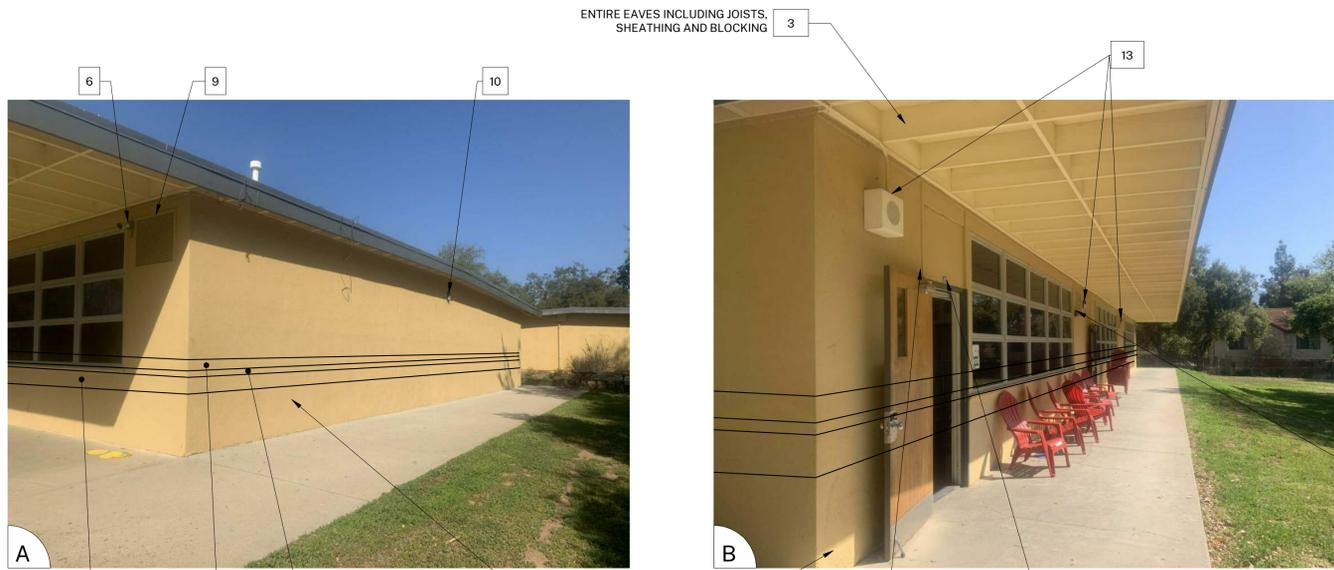 ENTIRE EAVES INCLUDING JOISTS,
SHEATHING AND BLOCKING
3
13
6
9
10
A
B